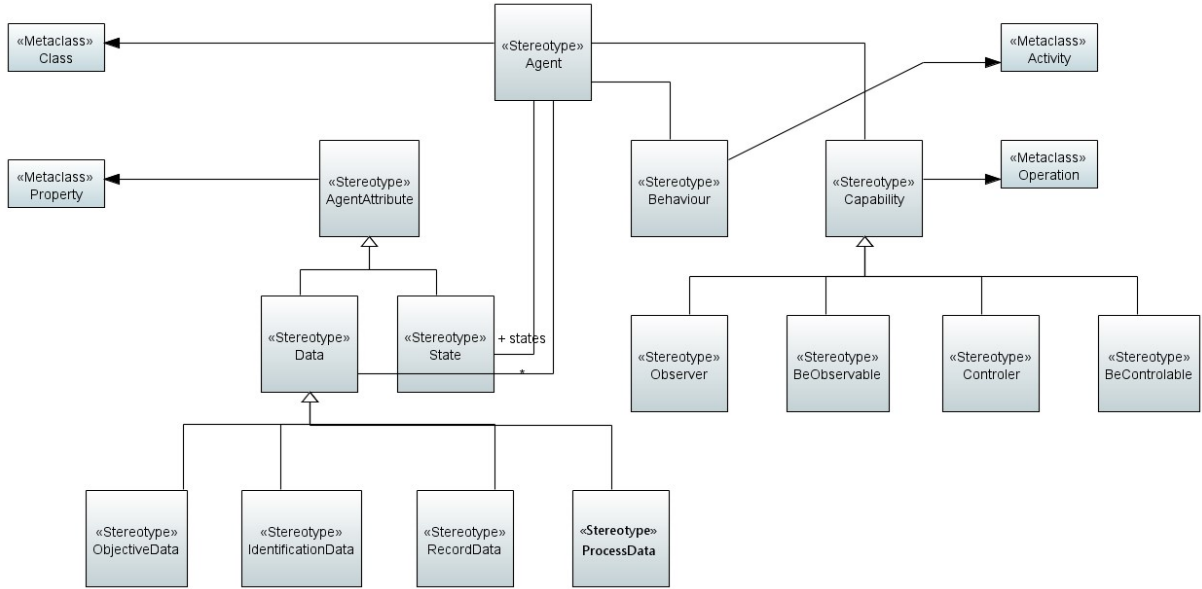 «Metaclass»
Class
«Stereotype»
Agent
«Metaclass»
Activity
«Metaclass»
Property
«Stereotype»
AgentAttribute
«Stereotype»
Behaviour
«Stereotype»
Capability
«Metaclass»
Operation
«Stereotype»
Data
«Stereotype»
State
+ states
*
«Stereotype»
Observer
«Stereotype»
BeObservable
«Stereotype»
Controler
«Stereotype»
BeControlable
«Stereotype»
ObjectiveData
«Stereotype»
IdentificationData
«Stereotype»
RecordData
«Stereotype»
ProcessData